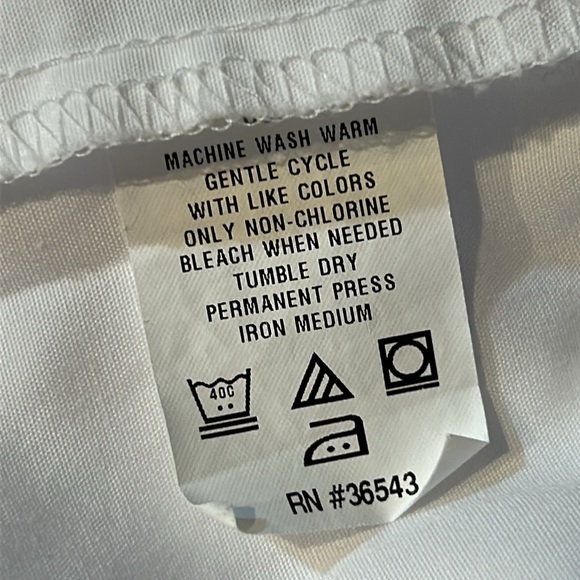 MACHINE WASH WARM
GENTLE CYCLE
WITH LIKE COLORS
ONLY NON-CHLORINE
BLEACH WHEN NEEDED
TUMBLE DRY
PERMANENT PRESS
IRON MEDIUM
40C
RN #36543